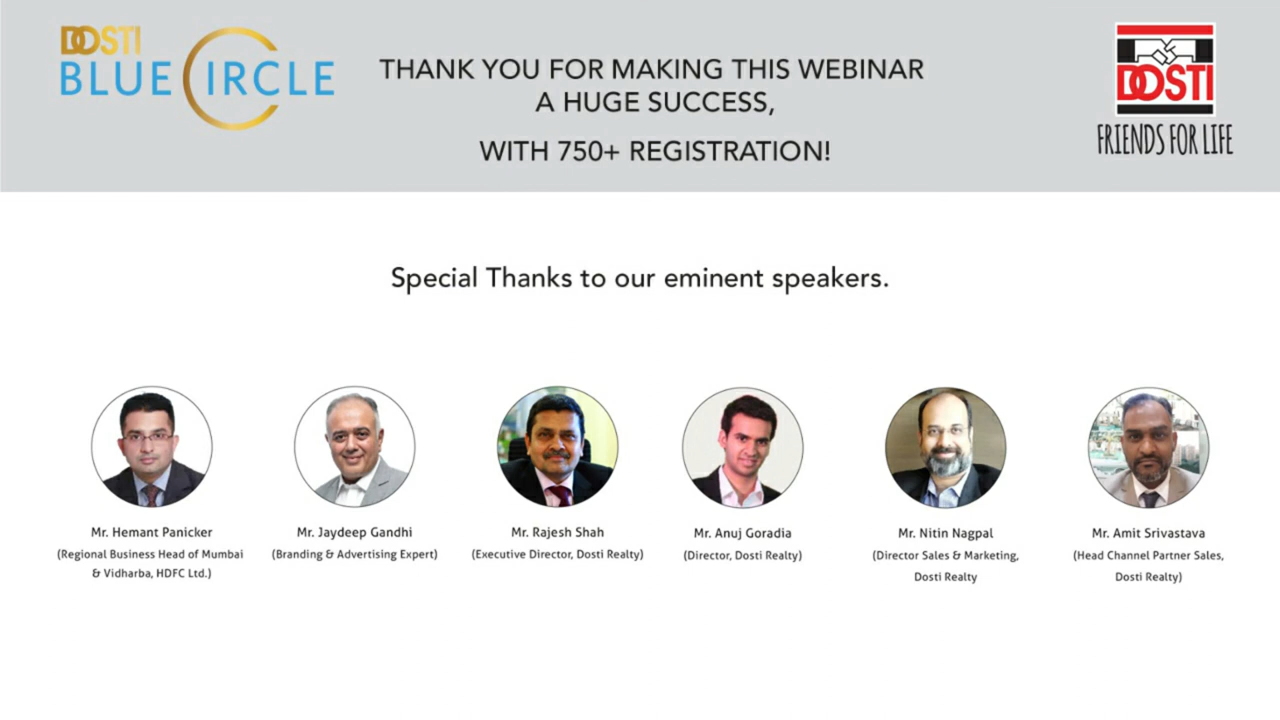 DOSTI
BLUE CIRCLE
THANK YOU FOR MAKING THIS WEBINAR
A HUGE SUCCESS,
WITH 750+ REGISTRATION!
DOSTI
FRIENDS FOR LIFE
Special Thanks to our eminent speakers.
Mr. Hemant Panicker
(Regional Business Head of Mumbai
& Vidharba, HDFC Ltd.)
Mr. Jaydeep Gandhi
(Branding & Advertising Expert)
Mr. Rajesh Shah
(Executive Director, Dosti Realty)
Mr. Anuj Goradia
(Director, Dosti Realty)
Mr. Nitin Nagpal
(Director Sales & Marketing,
Dosti Realty
Mr. Amit Srivastava
(Head Channel Partner Sales,
Dosti Realty)